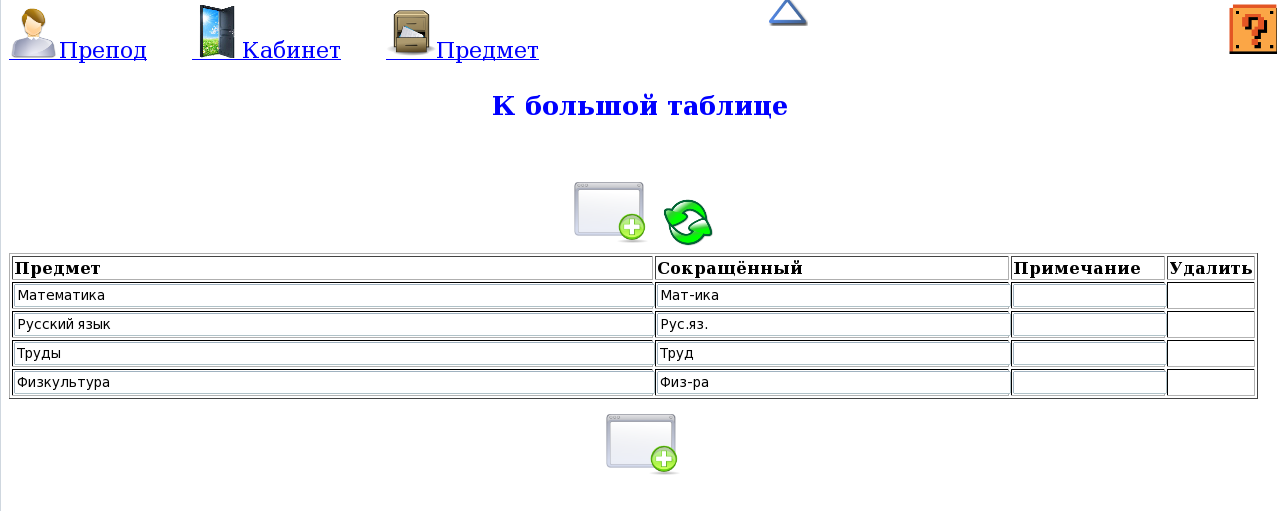 Препод Кабинет Предмет
К большой таблице
Предмет Сокращённый Примечание Удалить
Математика Мат-ика
Русский язык Рус.яз.
Труды Труд
Физкультура Физ-ра